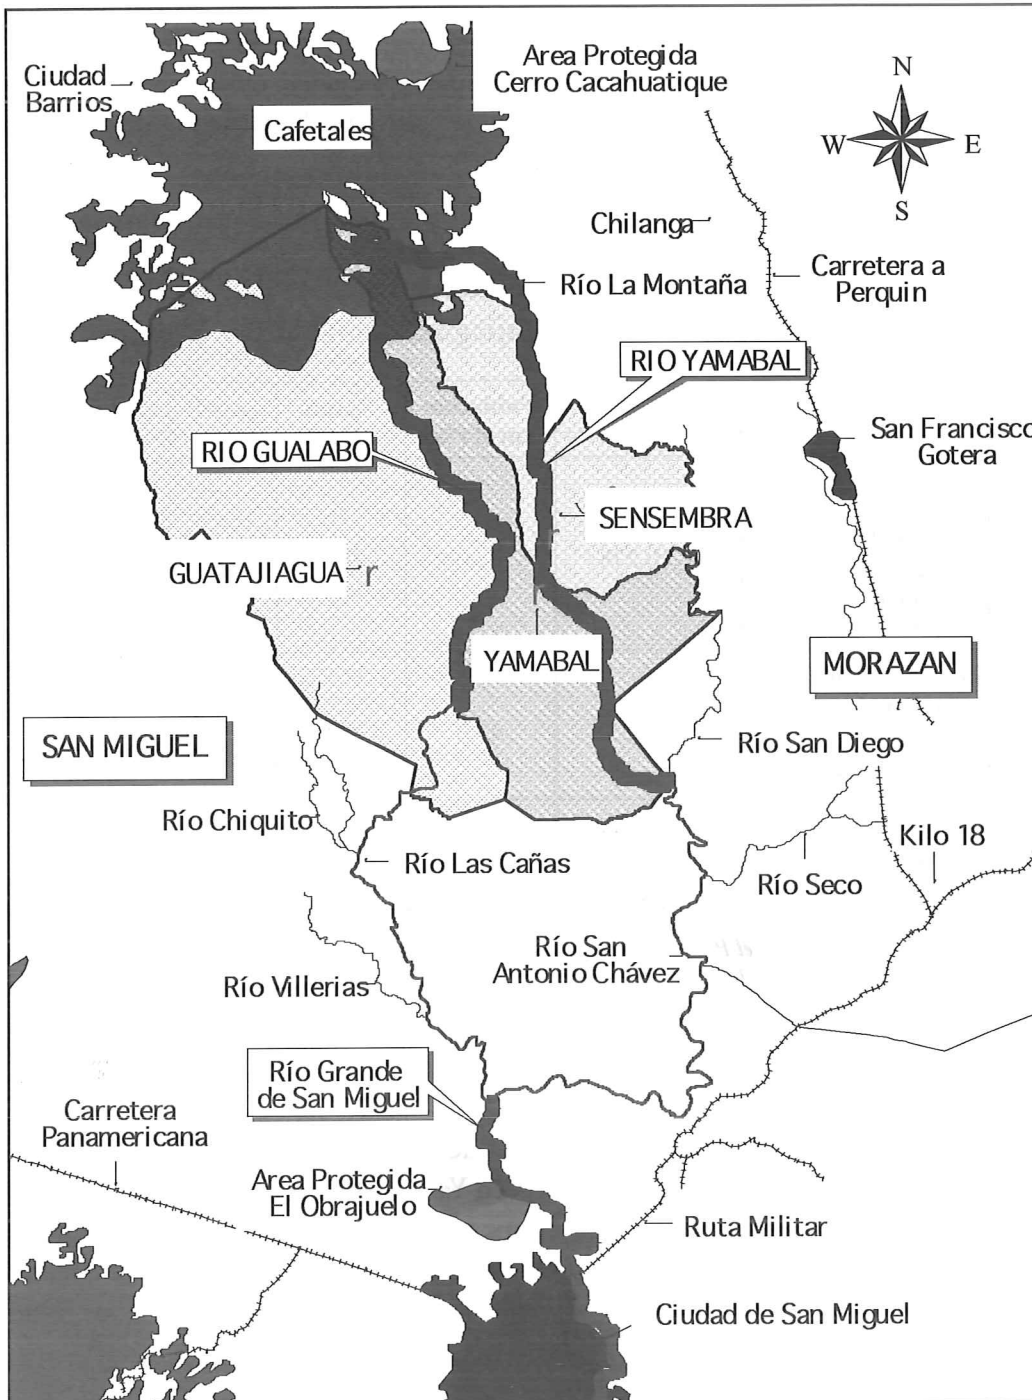 Ciudad
Barrios
Area Protegida
Cerro Cacahuatique
Cafetales
N
W
E
S
Chilanga
Río La Montaña
Carretera a
Perquin
RIO YAMABAL
RIO GUALABO
San Francisco
Gotera
SENSEMBRA
GUATAJIAGUA
r
r
r
YAMABAL
MORAZAN
SAN MIGUEL
Río San Diego
Río Chiquito
Río Las Cañas
Kilo 18
Río Seco
Río San
Antonio Chávez
Río Villerias
Río Grande
de San Miguel
Carretera
Panamericana
Area Protegida
El Obrajuelo
Ruta Militar
Ciudad de San Miguel